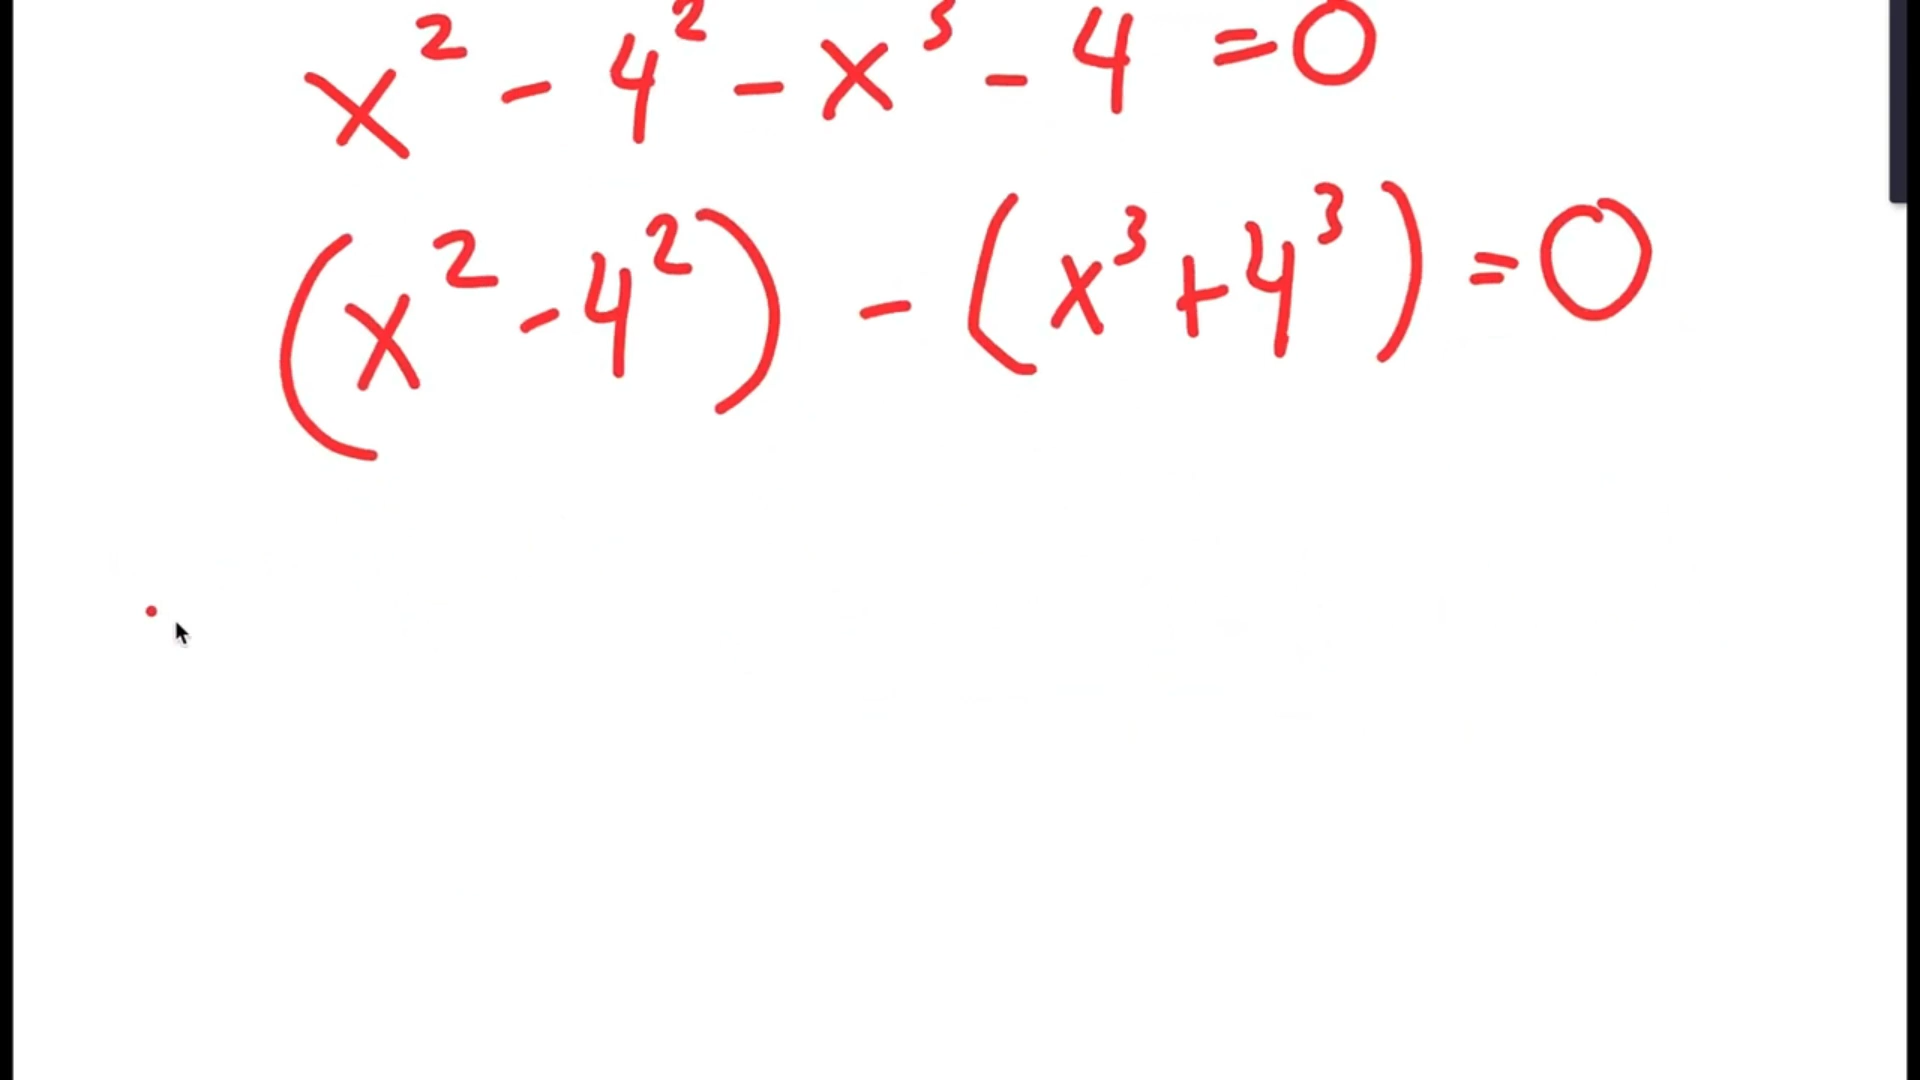 x² - 4² - x³ - 4 = 0
(x² - 4²) - (x³ + 4³) = 0